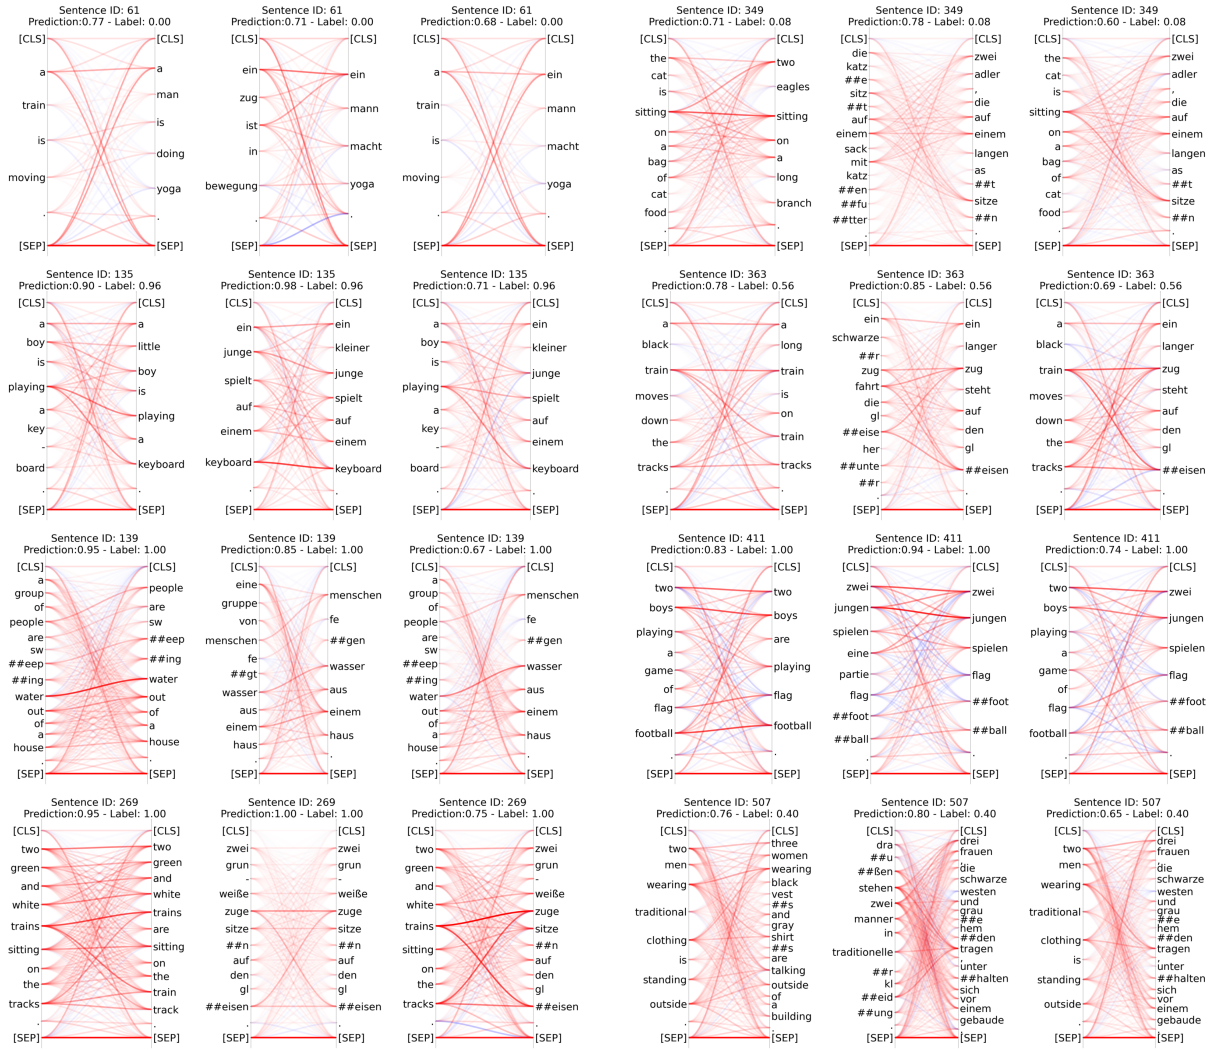 Sentence ID: 61
Prediction:0.77 - Label: 0.00
[CLS]
a
train
is
moving
.
[SEP]
[CLS]
a
man
is
doing
yoga
.
[SEP]
Sentence ID: 61
Prediction:0.71 - Label: 0.00
[CLS]
ein
zug
ist
in
bewegung
.
[SEP]
[CLS]
ein
mann
macht
yoga
.
[SEP]
Sentence ID: 61
Prediction:0.68 - Label: 0.00
[CLS]
a
train
is
moving
.
[SEP]
[CLS]
ein
mann
macht
yoga
.
[SEP]
Sentence ID: 349
Prediction:0.71 - Label: 0.08
[CLS]
the
cat
is
sitting
on
a
bag
of
cat
food
.
[SEP]
[CLS]
two
eagles
sitting
on
a
long
branch
.
[SEP]
Sentence ID: 349
Prediction:0.78 - Label: 0.08
[CLS]
die
katz
##e
sitz
##t
auf
einem
sack
mit
katz
##en
##fu
##tter
.
[SEP]
[CLS]
zwei
adler
,
die
auf
einem
langen
as
##t
sitze
##n
.
[SEP]
Sentence ID: 349
Prediction:0.60 - Label: 0.08
[CLS]
the
cat
is
sitting
on
a
bag
of
cat
food
.
[SEP]
[CLS]
zwei
adler
,
die
auf
einem
langen
as
##t
sitze
##n
.
[SEP]
Sentence ID: 135
Prediction:0.90 - Label: 0.96
[CLS]
a
boy
is
playing
a
key
-
board
.
[SEP]
[CLS]
a
little
boy
is
playing
a
keyboard
.
[SEP]
Sentence ID: 135
Prediction:0.98 - Label: 0.96
[CLS]
ein
junge
spielt
auf
einem
keyboard
.
[SEP]
[CLS]
ein
kleiner
junge
spielt
auf
einem
keyboard
.
[SEP]
Sentence ID: 135
Prediction:0.71 - Label: 0.96
[CLS]
a
boy
is
playing
a
key
-
board
.
[SEP]
[CLS]
ein
kleiner
junge
spielt
auf
einem
keyboard
.
[SEP]
Sentence ID: 363
Prediction:0.78 - Label: 0.56
[CLS]
a
black
train
moves
down
the
tracks
.
[SEP]
[CLS]
a
long
train
is
on
train
tracks
.
[SEP]
Sentence ID: 363
Prediction:0.85 - Label: 0.56
[CLS]
ein
schwarze
##r
zug
fahrt
die
gl
##eise
her
##unte
##r
.
[SEP]
[CLS]
ein
langer
zug
steht
auf
den
gl
##eisen
.
[SEP]
Sentence ID: 363
Prediction:0.69 - Label: 0.56
[CLS]
a
black
train
moves
down
the
tracks
.
[SEP]
[CLS]
ein
langer
zug
steht
auf
den
gl
##eisen
.
[SEP]
Sentence ID: 139
Prediction:0.95 - Label: 1.00
[CLS]
a
group
of
people
are
sw
##eep
##ing
water
out
of
a
house
.
[SEP]
[CLS]
people
are
sw
##eep
##ing
water
out
of
a
house
.
[SEP]
Sentence ID: 139
Prediction:0.85 - Label: 1.00
[CLS]
eine
gruppe
von
menschen
fe
##gt
wasser
aus
einem
haus
.
[SEP]
[CLS]
menschen
fe
##gen
wasser
aus
einem
haus
.
[SEP]
Sentence ID: 139
Prediction:0.67 - Label: 1.00
[CLS]
a
group
of
people
are
sw
##eep
##ing
water
out
of
a
house
.
[SEP]
[CLS]
menschen
fe
##gen
wasser
aus
einem
haus
.
[SEP]
Sentence ID: 411
Prediction:0.83 - Label: 1.00
[CLS]
two
boys
playing
a
game
of
flag
football
.
[SEP]
[CLS]
two
boys
are
playing
flag
football
.
[SEP]
Sentence ID: 411
Prediction:0.94 - Label: 1.00
[CLS]
zwei
jungen
spielen
eine
partie
flag
##foot
##ball
.
[SEP]
[CLS]
zwei
jungen
spielen
flag
##foot
##ball
.
[SEP]
Sentence ID: 411
Prediction:0.74 - Label: 1.00
[CLS]
two
boys
playing
a
game
of
flag
football
.
[SEP]
[CLS]
zwei
jungen
spielen
flag
##foot
##ball
.
[SEP]
Sentence ID: 269
Prediction:0.95 - Label: 1.00
[CLS]
two
green
and
white
trains
sitting
on
the
tracks
.
[SEP]
[CLS]
two
green
and
white
trains
are
sitting
on
the
train
track
.
[SEP]
Sentence ID: 269
Prediction:1.00 - Label: 1.00
[CLS]
zwei
grun
-
weiße
zuge
sitze
##n
auf
den
gl
##eisen
.
[SEP]
[CLS]
zwei
grun
-
weiße
zuge
sitze
##n
auf
den
gl
##eisen
.
[SEP]
Sentence ID: 269
Prediction:0.75 - Label: 1.00
[CLS]
two
green
and
white
trains
sitting
on
the
tracks
.
[SEP]
[CLS]
zwei
grun
-
weiße
zuge
sitze
##n
auf
den
gl
##eisen
.
[SEP]
Sentence ID: 507
Prediction:0.76 - Label: 0.40
[CLS]
two
men
wearing
traditional
clothing
is
standing
outside
.
[SEP]
[CLS]
three
women
wearing
black
vest
##s
and
gray
shirt
##s
are
talking
outside
of
a
building
.
[SEP]
Sentence ID: 507
Prediction:0.80 - Label: 0.40
[CLS]
dra
##u
##ßen
stehen
zwei
manner
in
traditionelle
##r
kl
##eid
##ung
.
[SEP]
[CLS]
drei
frauen
,
die
schwarze
westen
und
grau
##e
hem
##den
tragen
,
unter
##halten
sich
vor
einem
gebaude
.
[SEP]
Sentence ID: 507
Prediction:0.65 - Label: 0.40
[CLS]
two
men
wearing
traditional
clothing
is
standing
outside
.
[SEP]
[CLS]
drei
frauen
,
die
schwarze
westen
und
grau
##e
hem
##den
tragen
,
unter
##halten
sich
vor
einem
gebaude
.
[SEP]